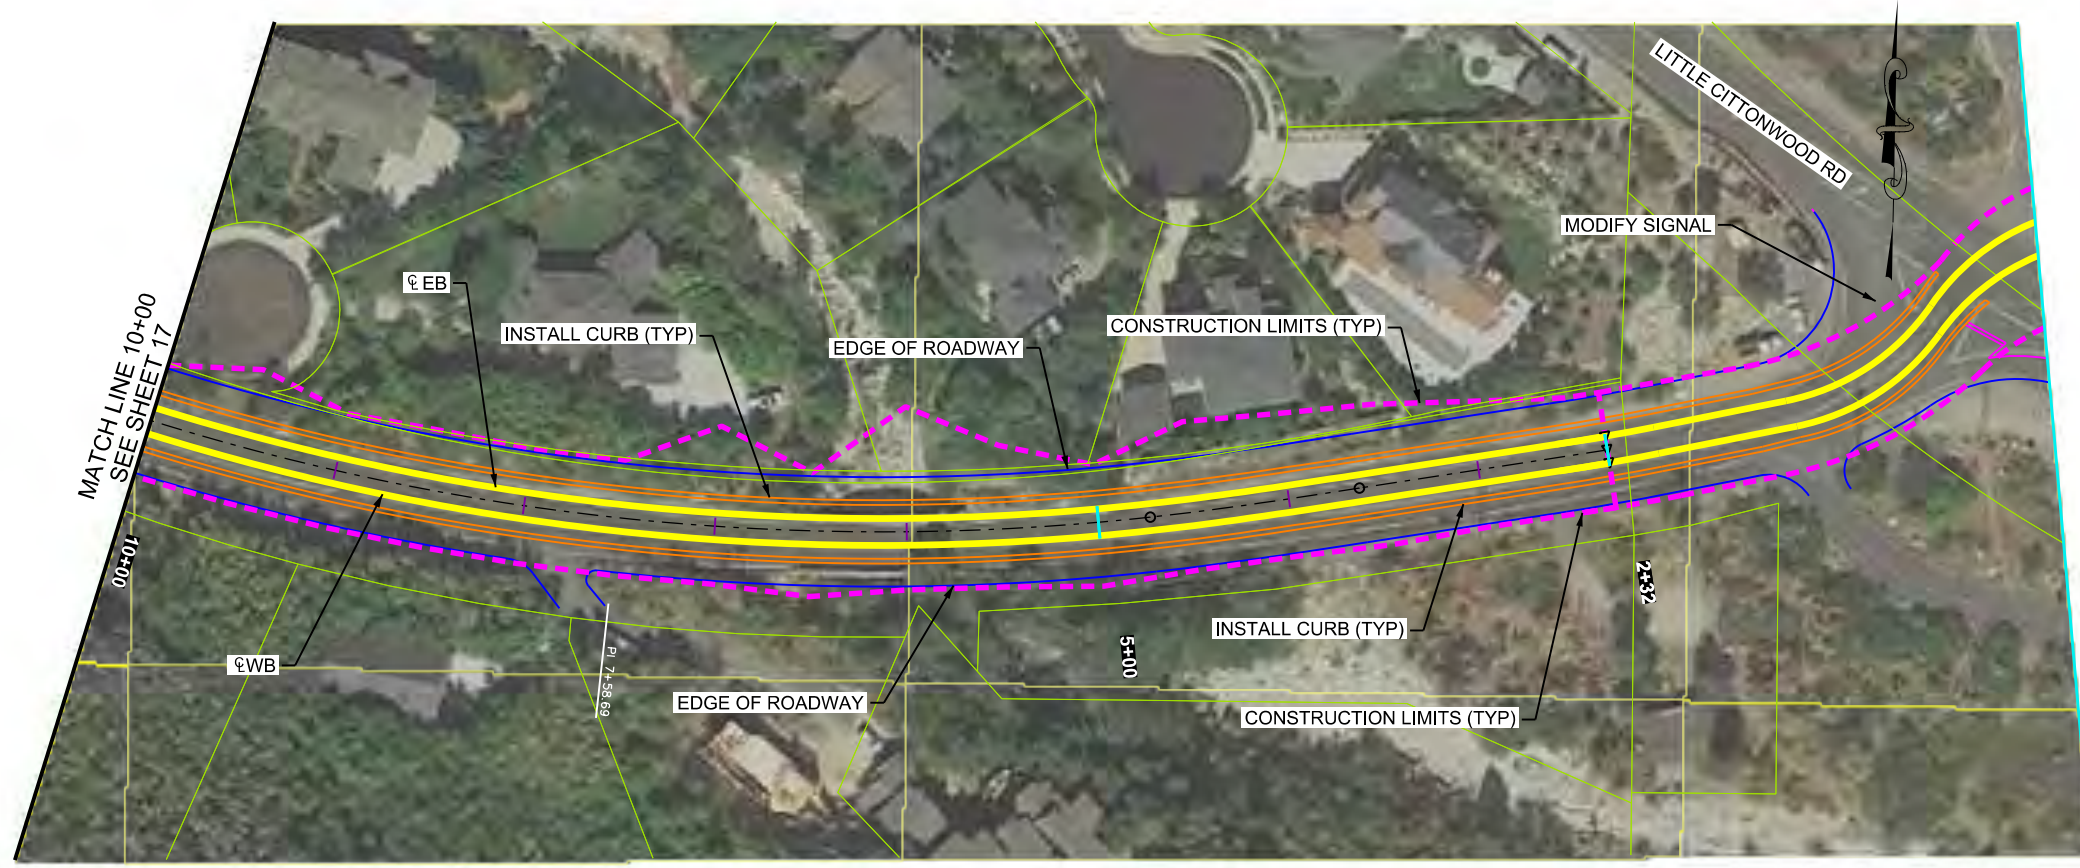 LITTLE CITTONWOOD RD
MODIFY SIGNAL
℄ EB
MATCH LINE 10+00
SEE SHEET 17
INSTALL CURB (TYP)
EDGE OF ROADWAY
CONSTRUCTION LIMITS (TYP)
10+00
2+32
5+00
INSTALL CURB (TYP)
℄ WB
PI 7+58.69
EDGE OF ROADWAY
CONSTRUCTION LIMITS (TYP)